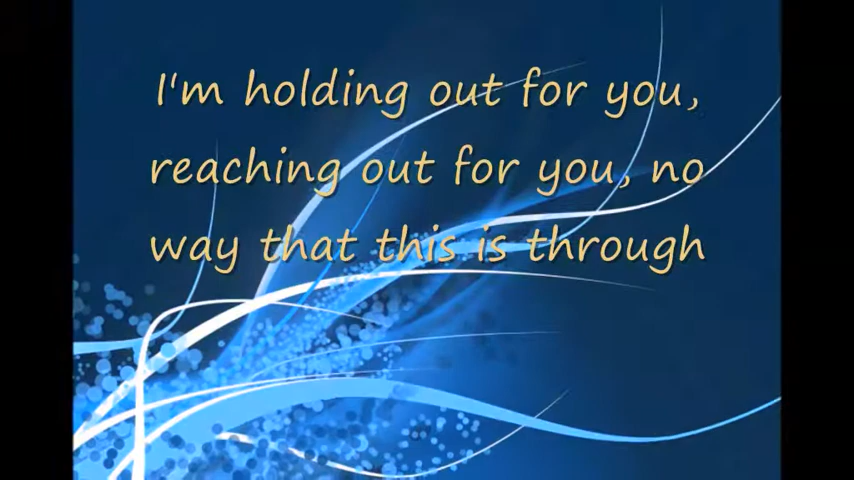 I'm holding out for you,
reaching out for you, no
way that this is through